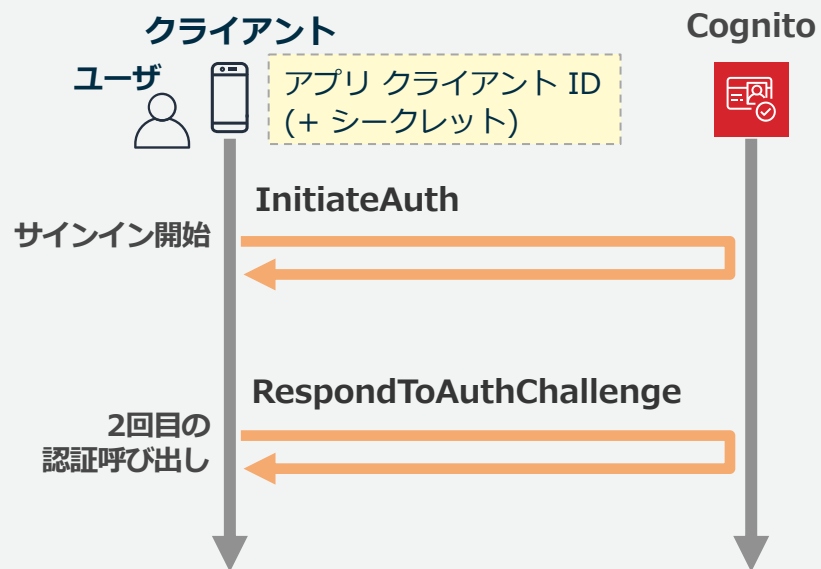 クライアント
Cognito
ユーザ
アプリ クライアント ID
(+ シークレット)
InitiateAuth
サインイン開始
RespondToAuthChallenge
2回目の
認証呼び出し